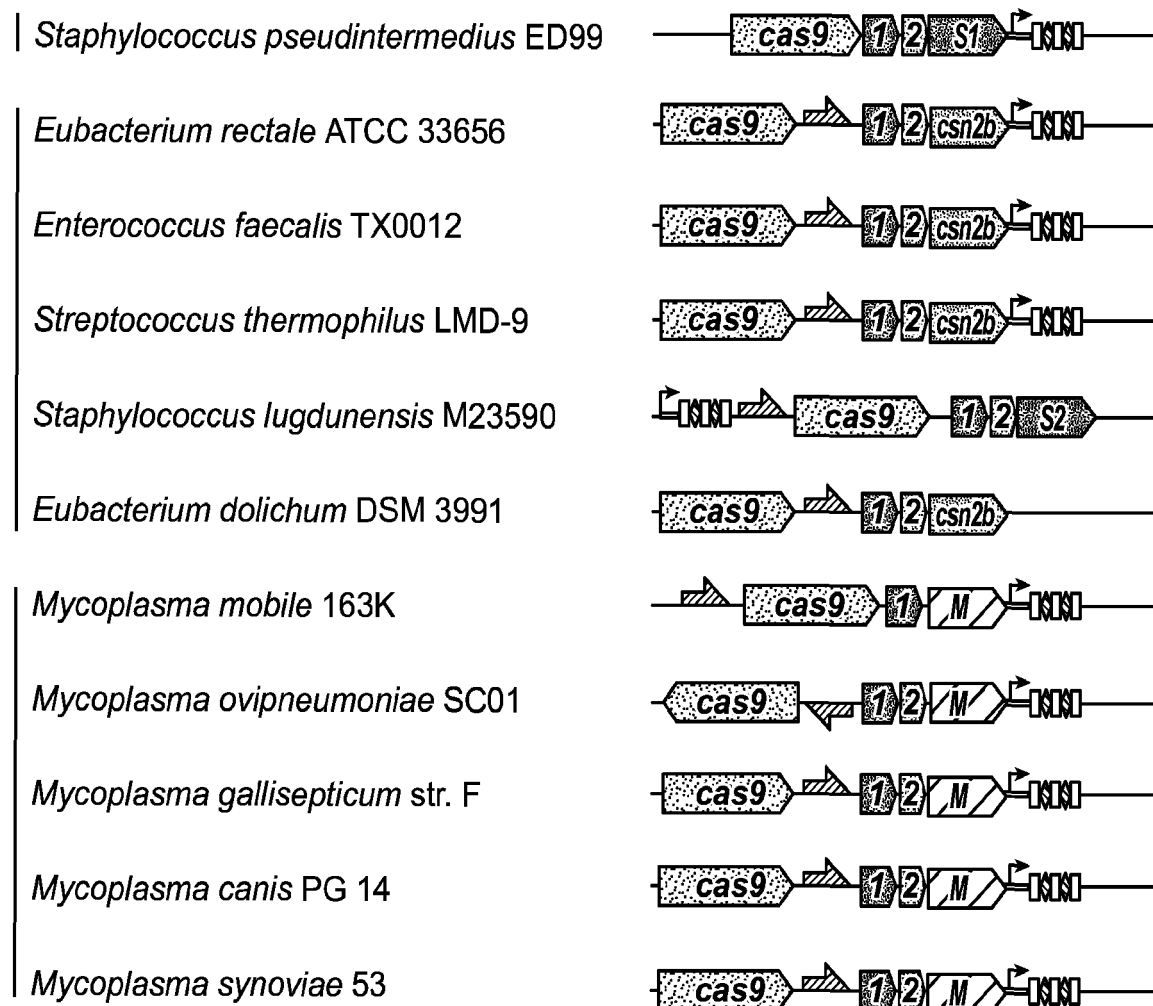 Staphylococcus pseudintermedius ED99 cas9 1 2 S1
Eubacterium rectale ATCC 33656 cas9 1 2 csn2b
Enterococcus faecalis TX0012 cas9 1 2 csn2b
Streptococcus thermophilus LMD-9 cas9 1 2 csn2b
Staphylococcus lugdunensis M23590 cas9 1 2 S2
Eubacterium dolichum DSM 3991 cas9 1 2 csn2b
Mycoplasma mobile 163K cas9 1 M
Mycoplasma ovipneumoniae SC01 cas9 1 2 M
Mycoplasma gallisepticum str. F cas9 1 2 M
Mycoplasma canis PG 14 cas9 1 2 M
Mycoplasma synoviae 53 cas9 1 2 M